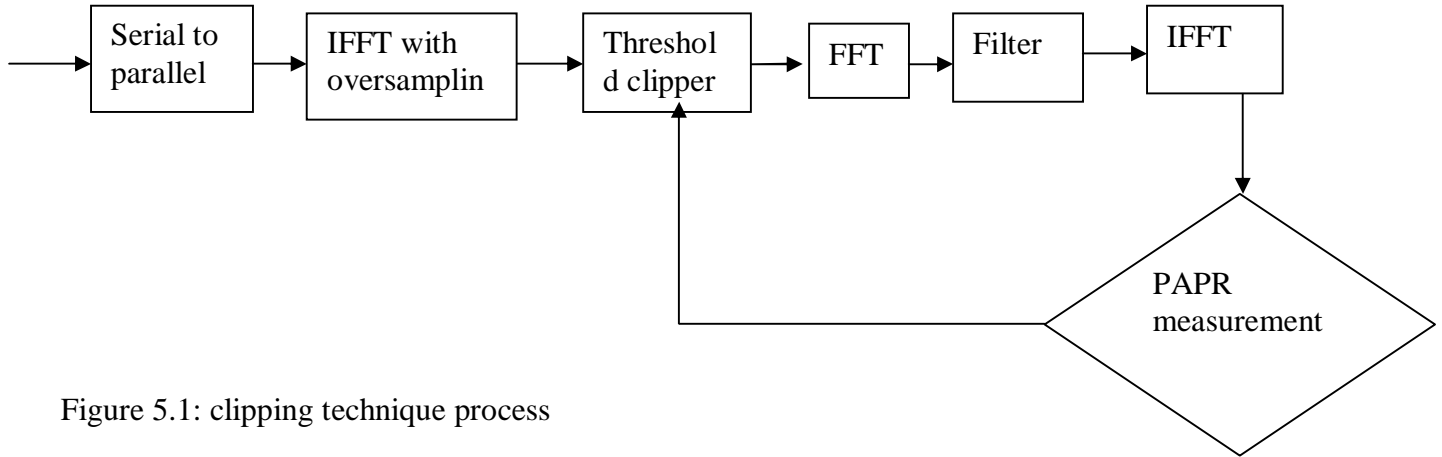 Serial to
parallel
IFFT with
oversamplin
Threshol
d clipper
FFT
Filter
IFFT
PAPR
measurement
Figure 5.1: clipping technique process